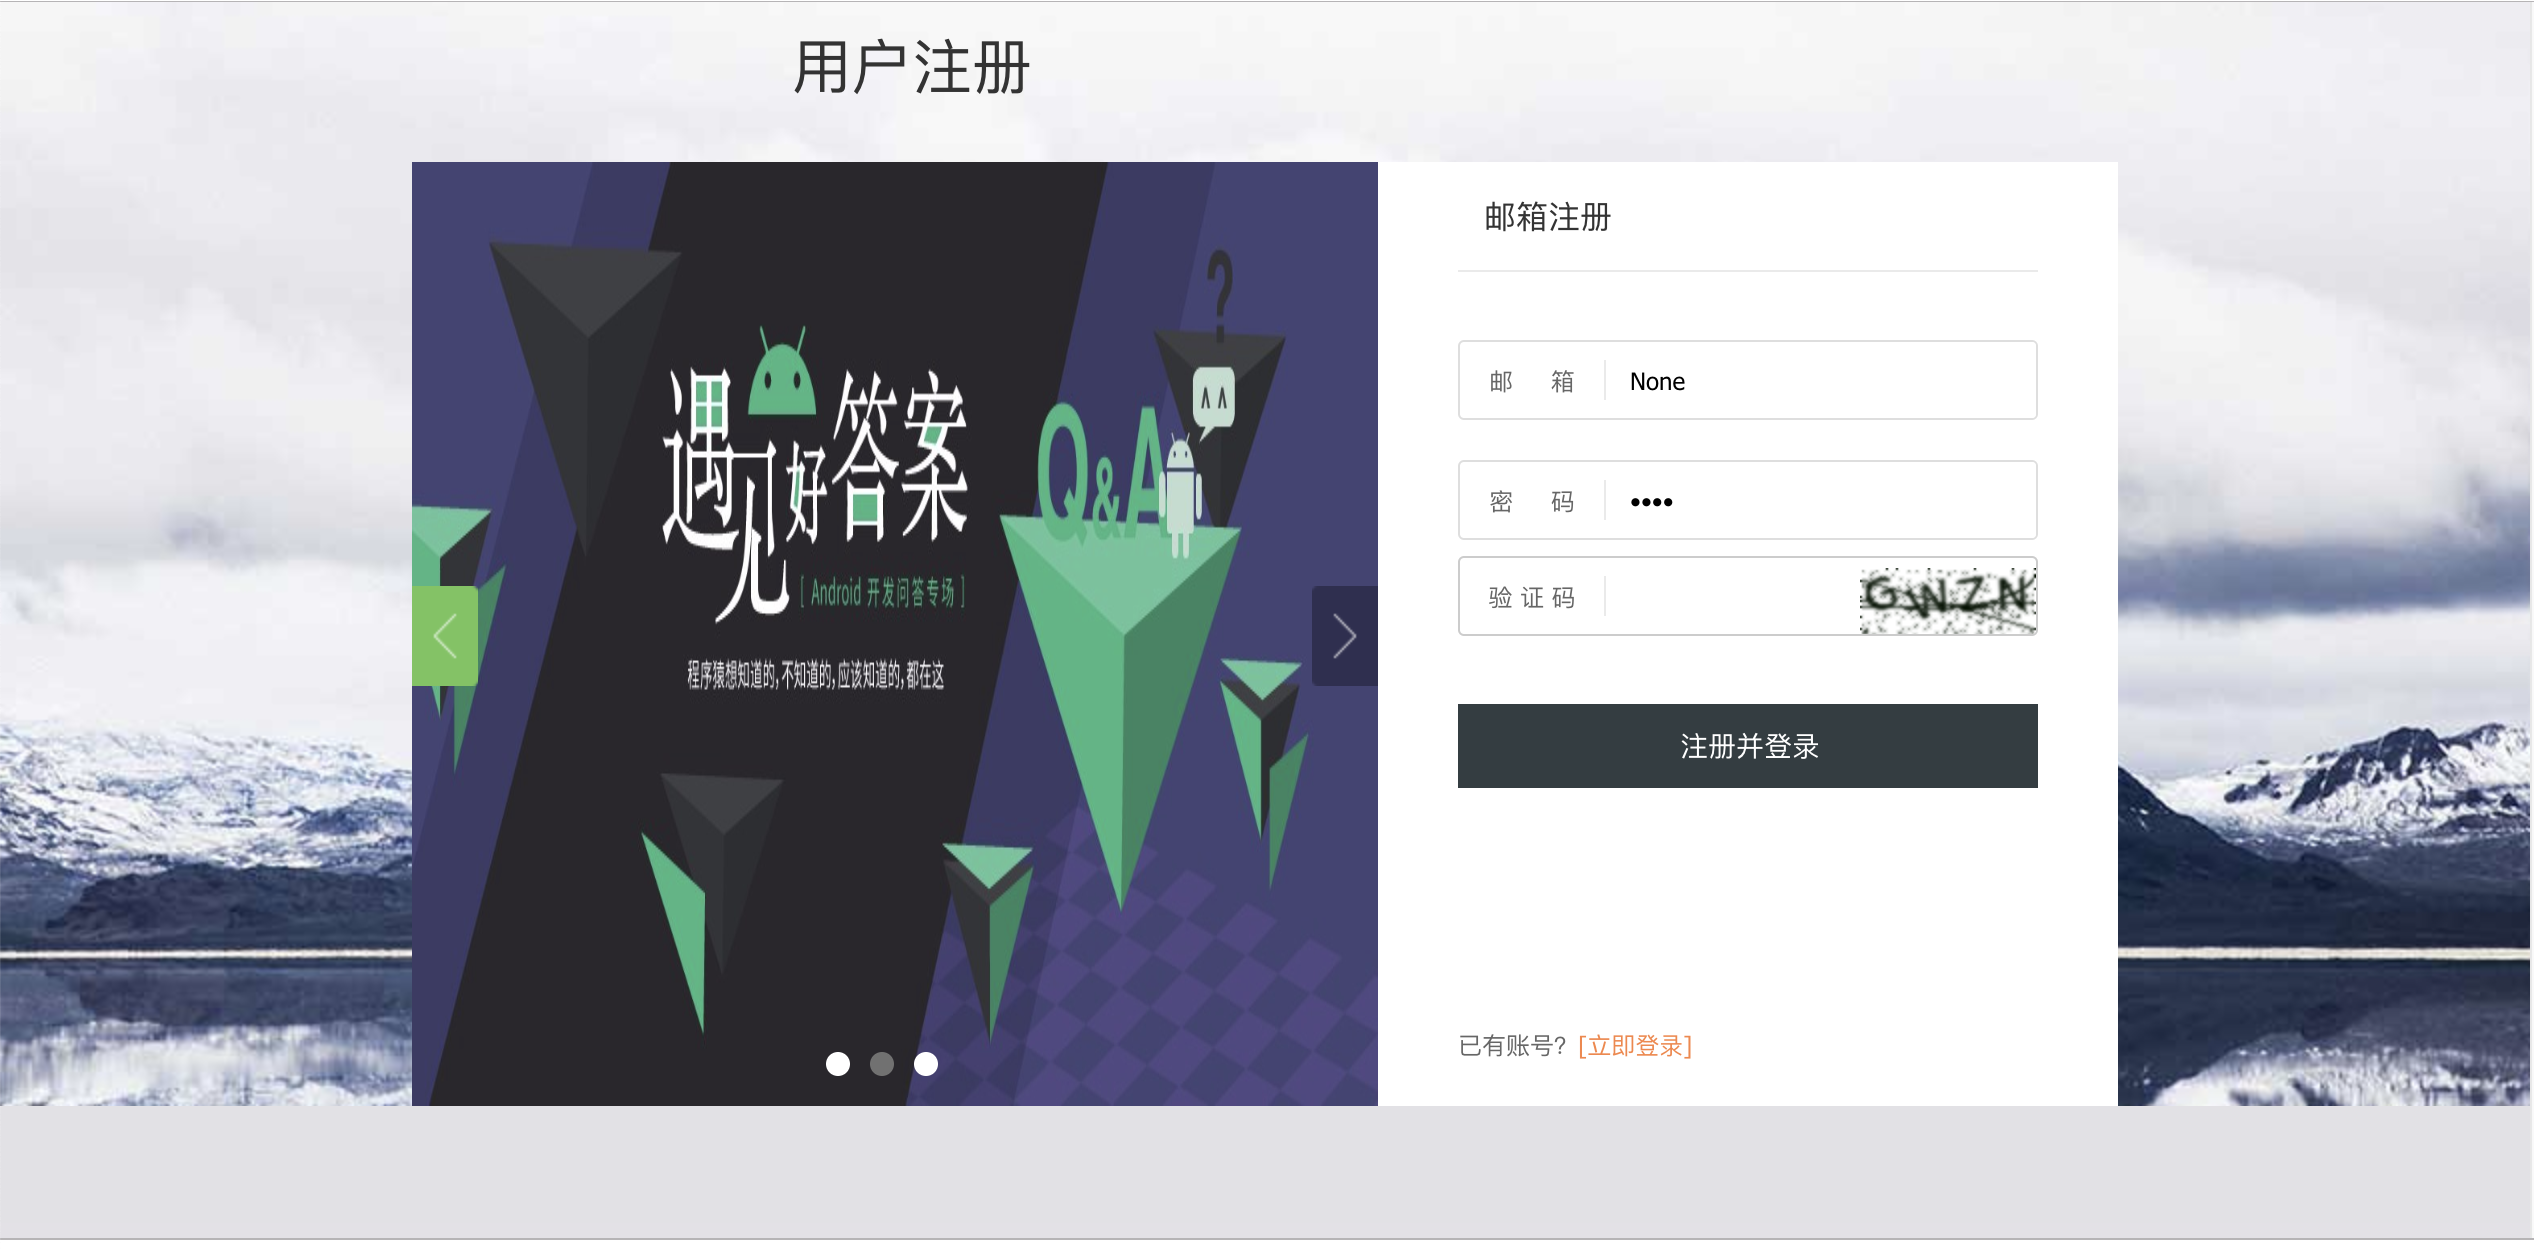 用户注册
遇见好答案
[ Android 开发问答专场 ]
程序猿想知道的,不知道的,应该知道的,都在这
?
Q&A
邮箱注册
邮 箱 None
密 码 ••••
验 证 码 GWZN
注册并登录
已有账号? [立即登录]